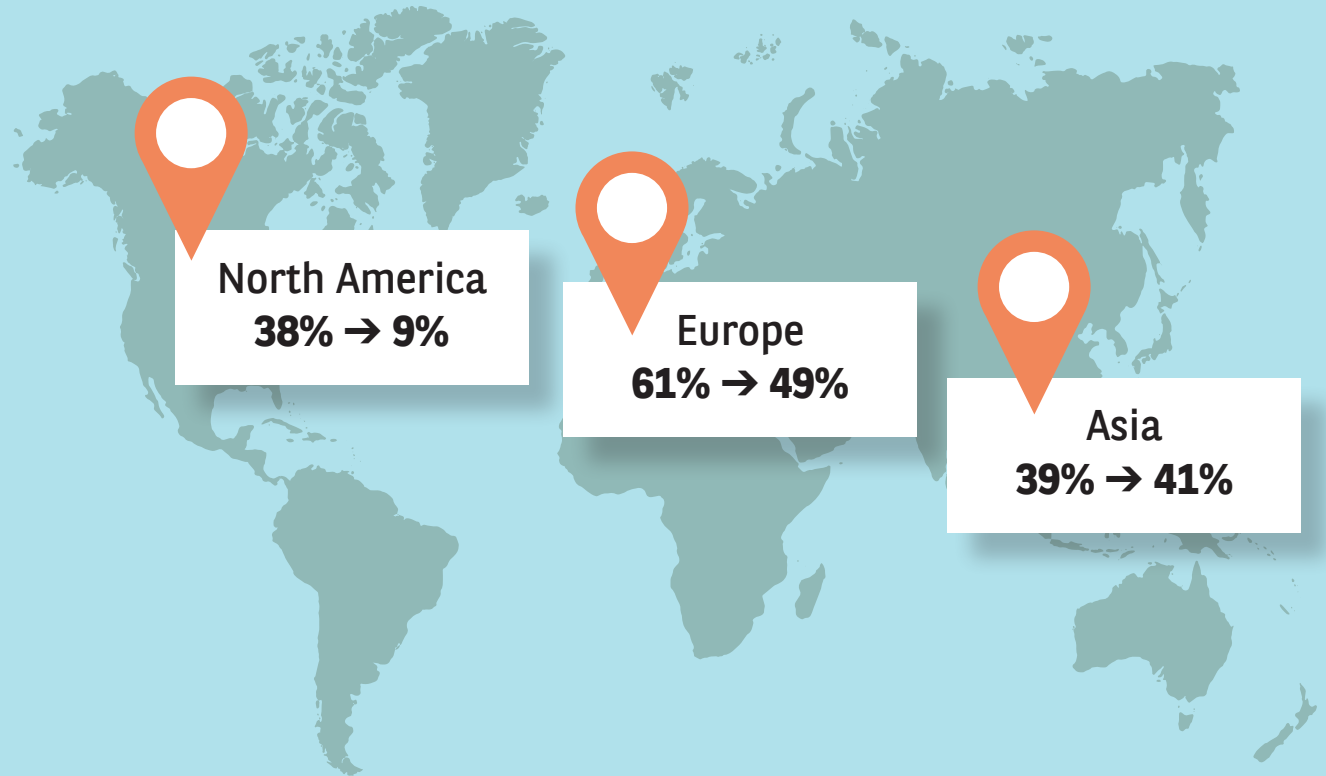 North America
38% ➔ 9%
Europe
61% ➔ 49%
Asia
39% ➔ 41%